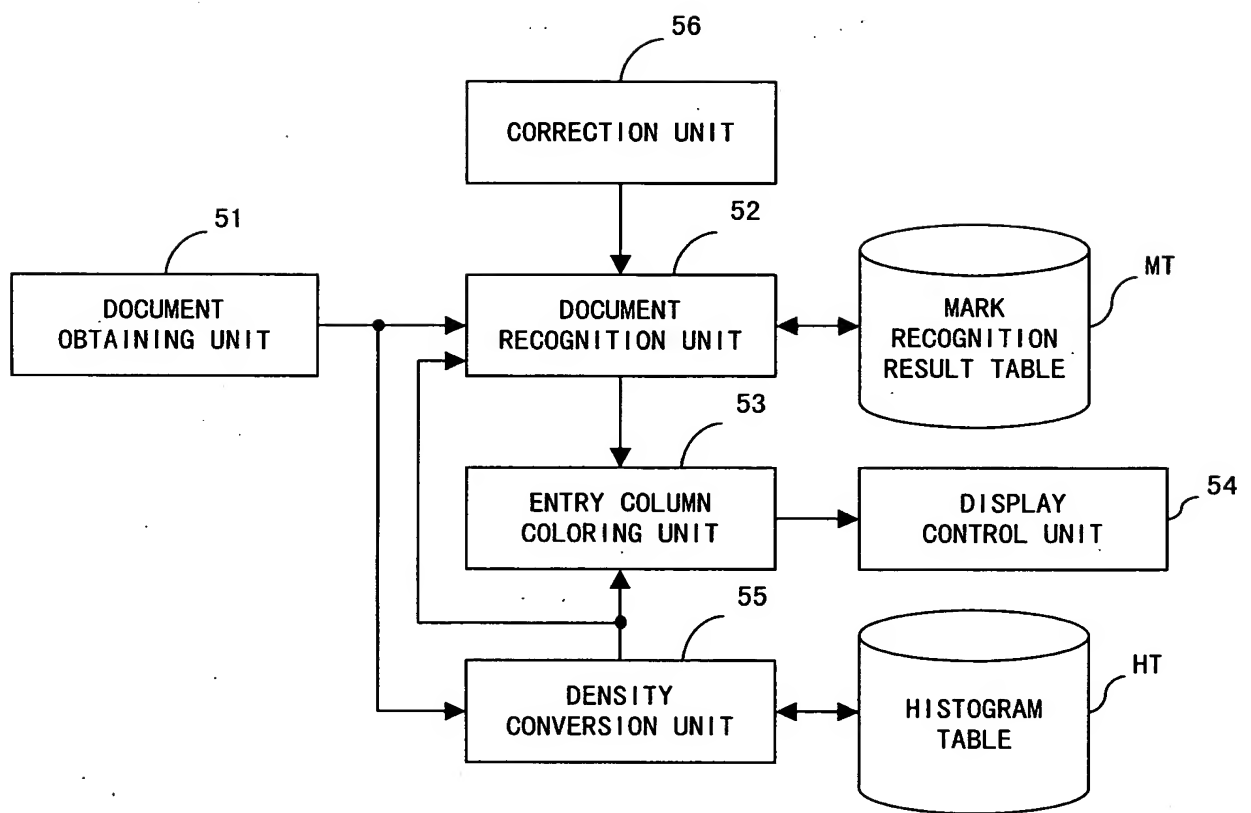 56
CORRECTION UNIT
51
52
DOCUMENT
OBTAINING UNIT
DOCUMENT
RECOGNITION UNIT
MARK
RECOGNITION
RESULT TABLE
MT
53
ENTRY COLUMN
COLORING UNIT
DISPLAY
CONTROL UNIT
54
55
DENSITY
CONVERSION UNIT
HISTOGRAM
TABLE
HT